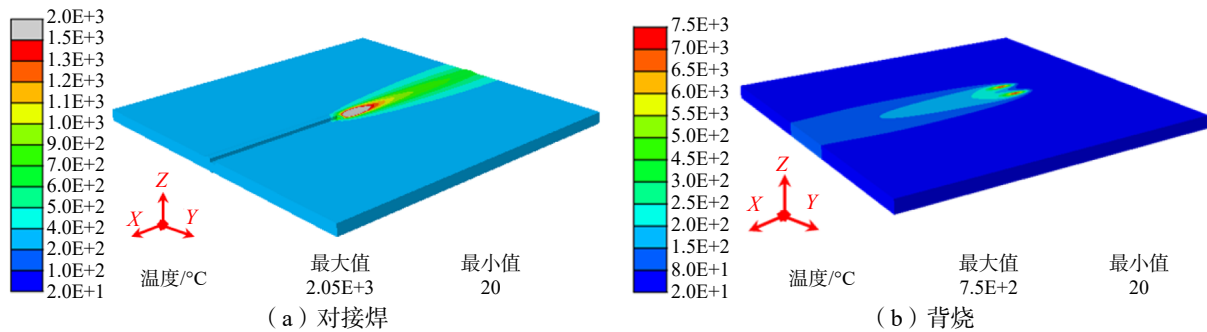 2.0E+3
1.5E+3
1.3E+3
1.2E+3
1.1E+3
1.0E+3
9.0E+2
7.0E+2
6.0E+2
5.0E+2
4.0E+2
2.0E+2
1.0E+2
2.0E+1
Z
X
Y
温度/°C
最大值
最小值
2.05E+3
20
(a)对接焊
7.5E+2
7.0E+3
6.5E+3
6.0E+3
5.5E+3
5.0E+2
4.5E+2
3.0E+2
2.0E+2
1.5E+2
8.0E+1
2.0E+1
Z
X
Y
温度/°C
最大值
最小值
7.5E+2
20
(b)背烧